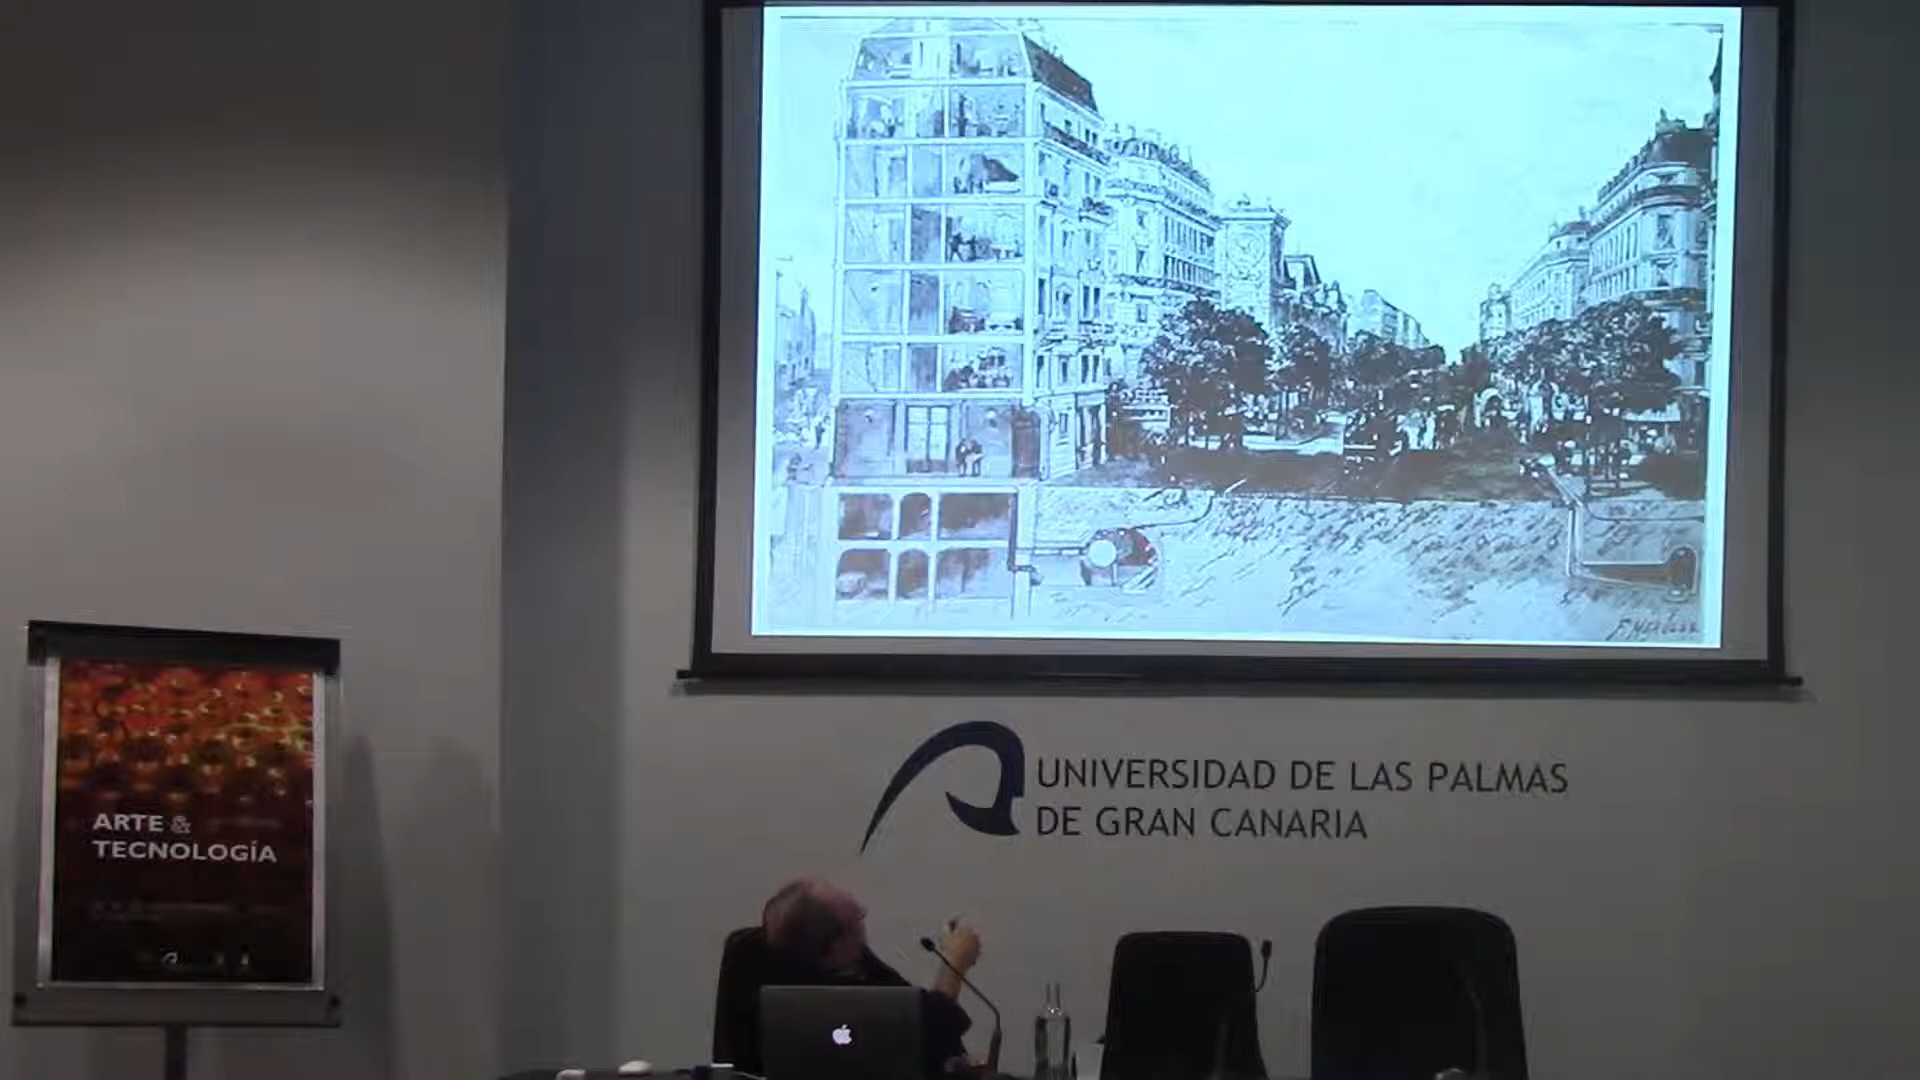 UNIVERSIDAD DE LAS PALMAS
DE GRAN CANARIA
ARTE &
TECNOLOGÍA